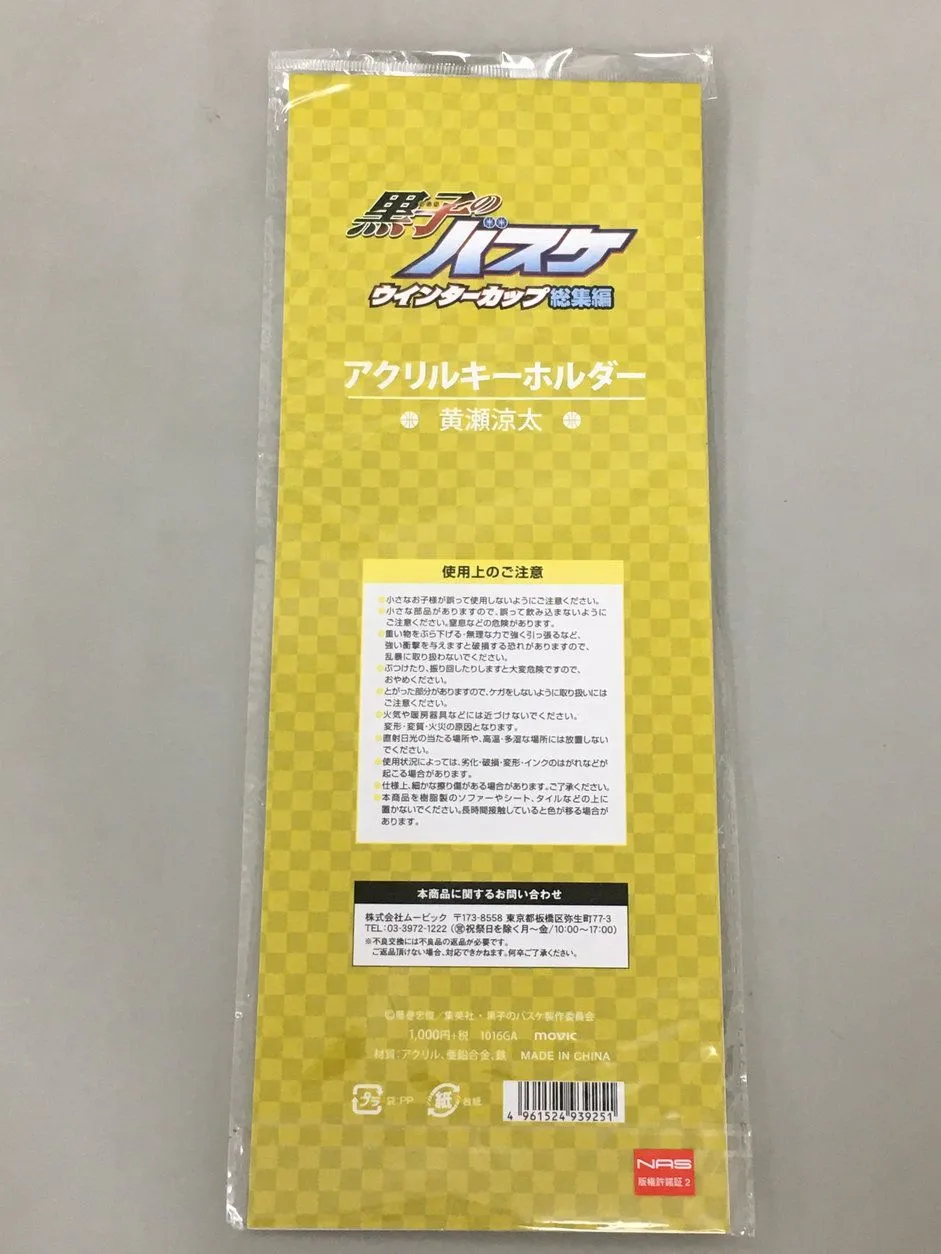 黒子の
バスケ
ウインターカップ 総集編
アクリルキーホルダー
黄瀬涼太
使用上のご注意
●小さなお子様が誤って使用しないようにご注意ください。
●小さな部品がありますので、誤って飲み込まないように
ご注意ください。窒息などの危険があります。
●重い物をぶら下げる・無理な力で強く引っ張るなど、
強い衝撃を与えますと破損する恐れがありますので、
乱暴に取り扱わないでください。
●ぶつけたり、振り回したりしますと大変危険ですので、
おやめください。
●とがった部分がありますので、ケガをしないように取り扱いには
ご注意ください。
●火気や暖房器具などには近づけないでください。
変形・変質・火災の原因となります。
●直射日光の当たる場所や、高温・多湿な場所には放置しない
でください。
●使用状況によっては、劣化・破損・変形・インクのはがれなどが
起こる場合があります。
●仕様上、細かな擦り傷がある場合があります。ご了承ください。
●本商品を樹脂製のソファーやシート、タイルなどの上に
置かないでください。長時間接触していると色が移る場合が
あります。
本商品に関するお問い合わせ
株式会社ムービック 〒173-8558 東京都板橋区弥生町77-3
TEL:03-3972-1222 (㊗祝祭日を除く月〜金/10:00〜17:00)
※不良交換には不良品の返品が必要です。
ご返品頂けない場合、対応できかねます。何卒ご了承ください。
©藤巻忠俊/集英社・黒子のバスケ製作委員会
1,000円+税 1016GA movic
材質:アクリル、亜鉛合金、鉄 MADE IN CHINA
プラ 袋:PP 紙 台紙
4 961524 939251
NAS
版権許諾証 2